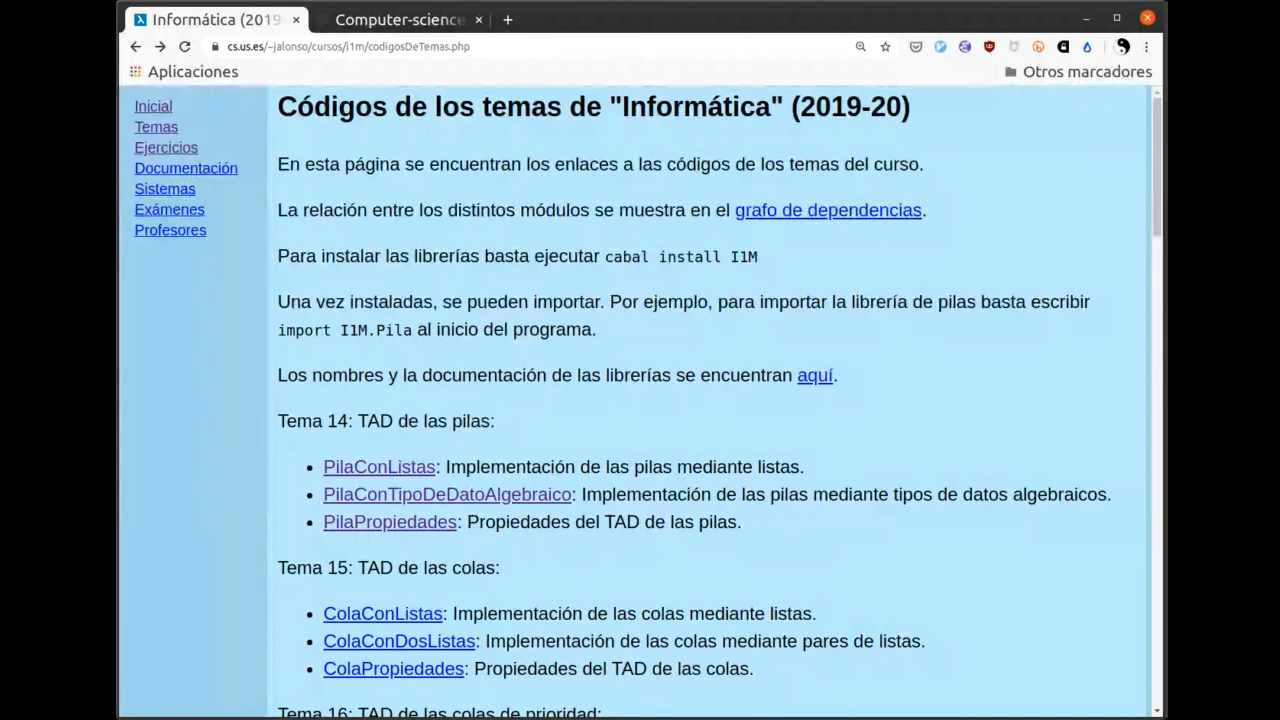 Informática (2019
Computer-science
cs.us.es/~jalonso/cursos/i1m/codigosDeTemas.php
Aplicaciones
Otros marcadores
Inicial
Temas
Ejercicios
Documentación
Sistemas
Exámenes
Profesores
Códigos de los temas de "Informática" (2019-20)
En esta página se encuentran los enlaces a las códigos de los temas del curso.
La relación entre los distintos módulos se muestra en el grafo de dependencias.
Para instalar las librerías basta ejecutar cabal install I1M
Una vez instaladas, se pueden importar. Por ejemplo, para importar la librería de pilas basta escribir
import I1M.Pila al inicio del programa.
Los nombres y la documentación de las librerías se encuentran aquí.
Tema 14: TAD de las pilas:
PilaConListas: Implementación de las pilas mediante listas.
PilaConTipoDeDatoAlgebraico: Implementación de las pilas mediante tipos de datos algebraicos.
PilaPropiedades: Propiedades del TAD de las pilas.
Tema 15: TAD de las colas:
ColaConListas: Implementación de las colas mediante listas.
ColaConDosListas: Implementación de las colas mediante pares de listas.
ColaPropiedades: Propiedades del TAD de las colas.
Tema 16: TAD de las colas de prioridad: